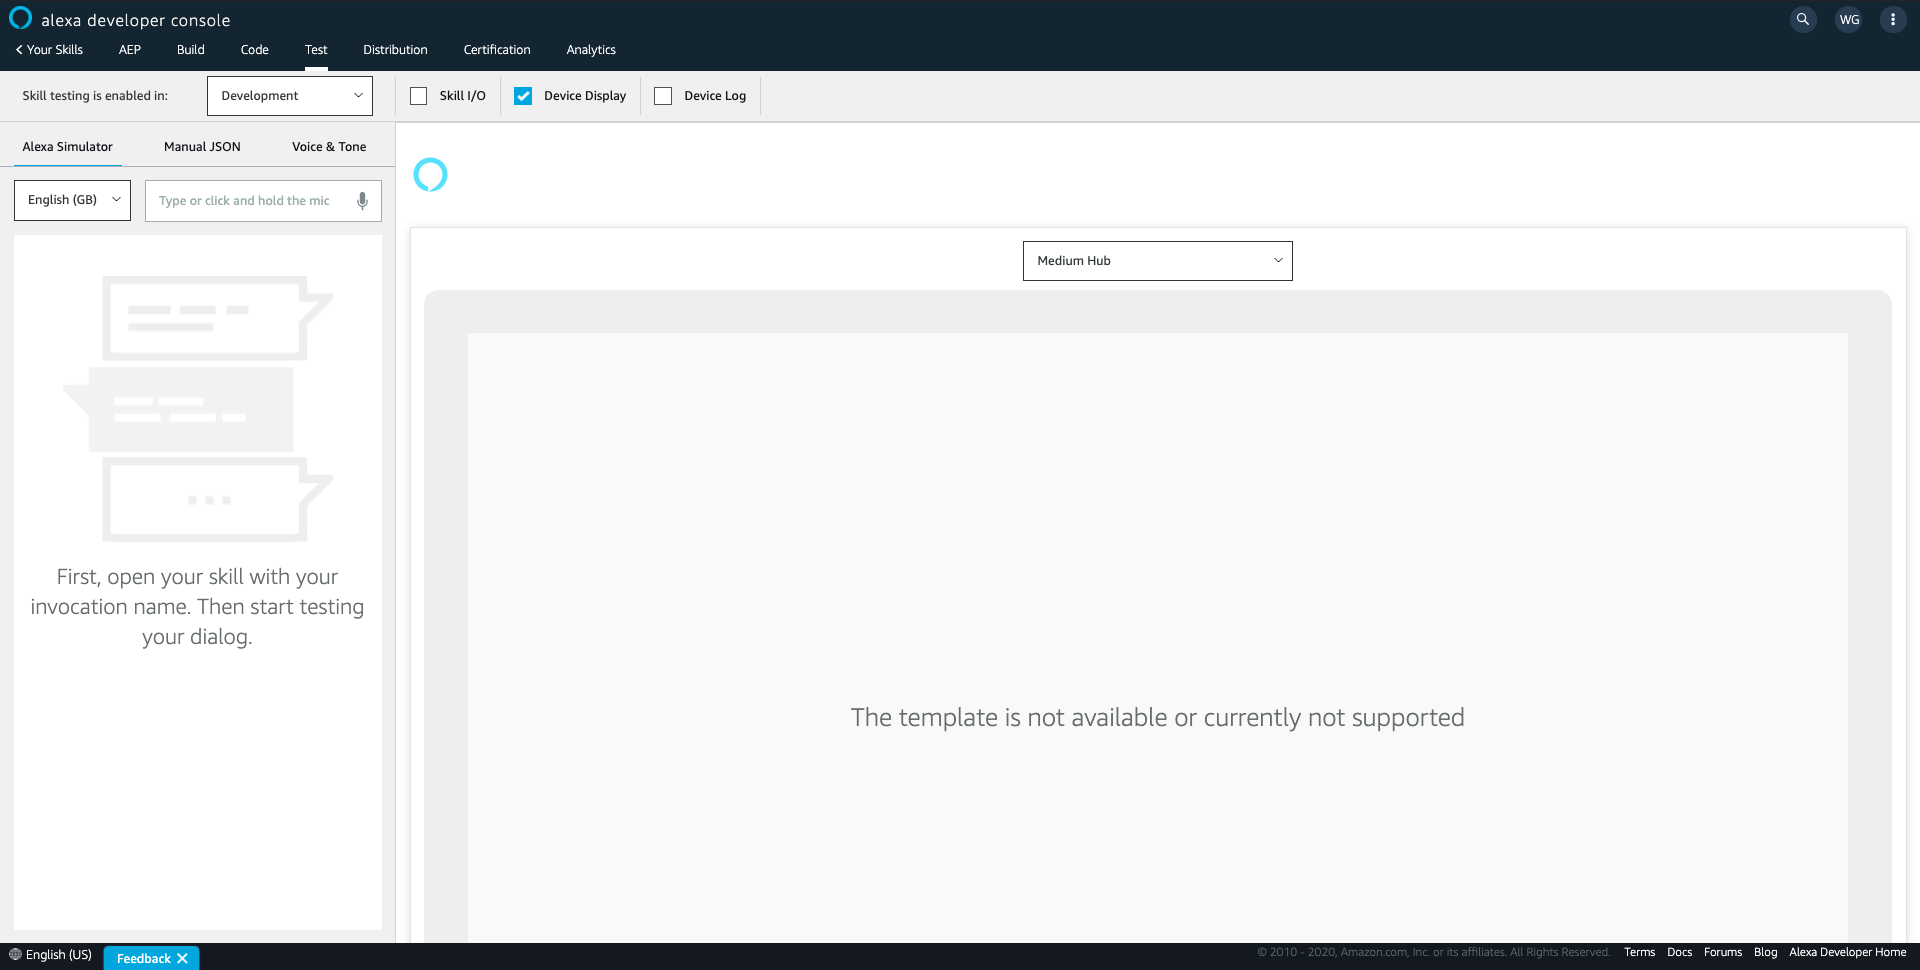 alexa developer console
WG
Your Skills AEP Build Code Test Distribution Certification Analytics
Skill testing is enabled in: Development Skill I/O Device Display Device Log
Alexa Simulator Manual JSON Voice & Tone
English (GB) Type or click and hold the mic
Medium Hub
First, open your skill with your
invocation name. Then start testing
your dialog.
The template is not available or currently not supported
English (US) Feedback © 2010 - 2020, Amazon.com, Inc. or its affiliates. All Rights Reserved. Terms Docs Forums Blog Alexa Developer Home